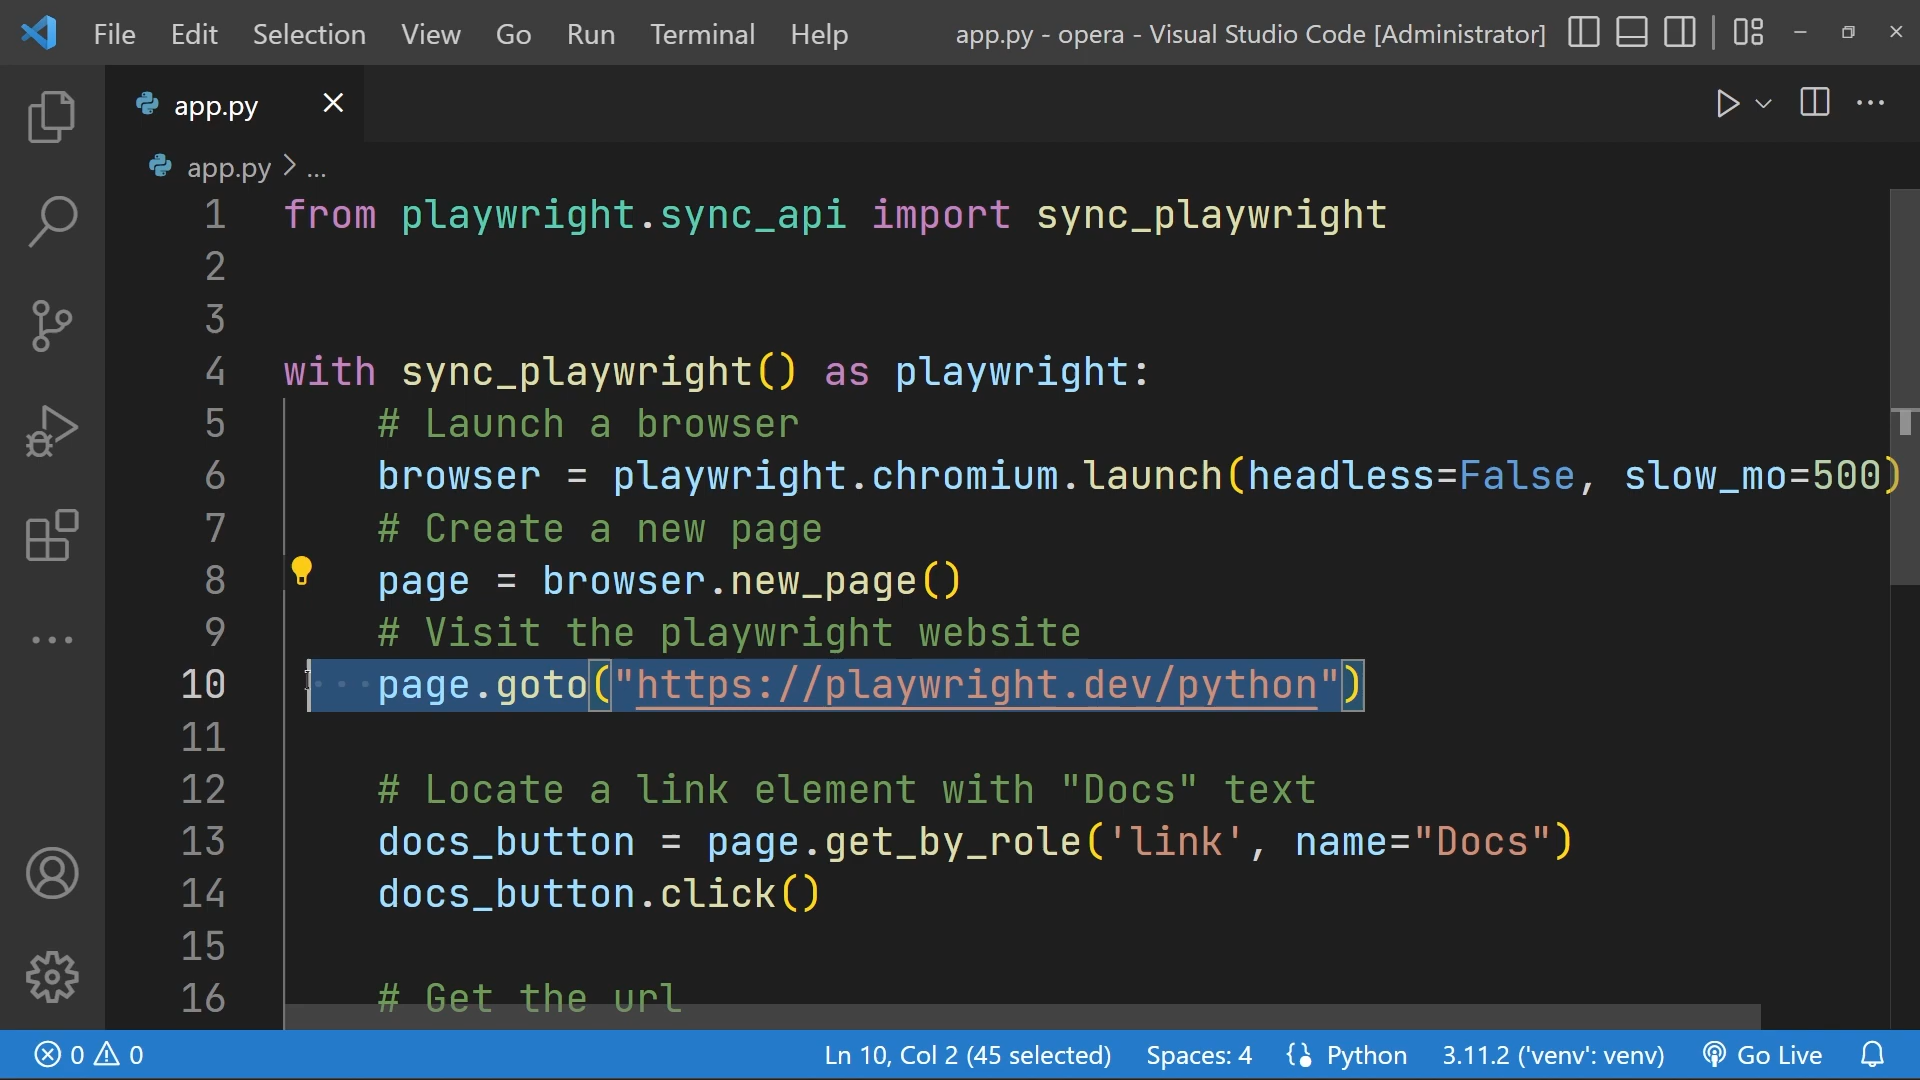 File Edit Selection View Go Run Terminal Help app.py - opera - Visual Studio Code [Administrator]
app.py
app.py > ...
1 from playwright.sync_api import sync_playwright
2
3
4 with sync_playwright() as playwright:
5 # Launch a browser
6 browser = playwright.chromium.launch(headless=False, slow_mo=500)
7 # Create a new page
8 page = browser.new_page()
9 # Visit the playwright website
10 page.goto("https://playwright.dev/python")
11
12 # Locate a link element with "Docs" text
13 docs_button = page.get_by_role('link', name="Docs")
14 docs_button.click()
15
16 # Get the url
0 0 Ln 10, Col 2 (45 selected) Spaces: 4 Python 3.11.2 ('venv': venv) Go Live